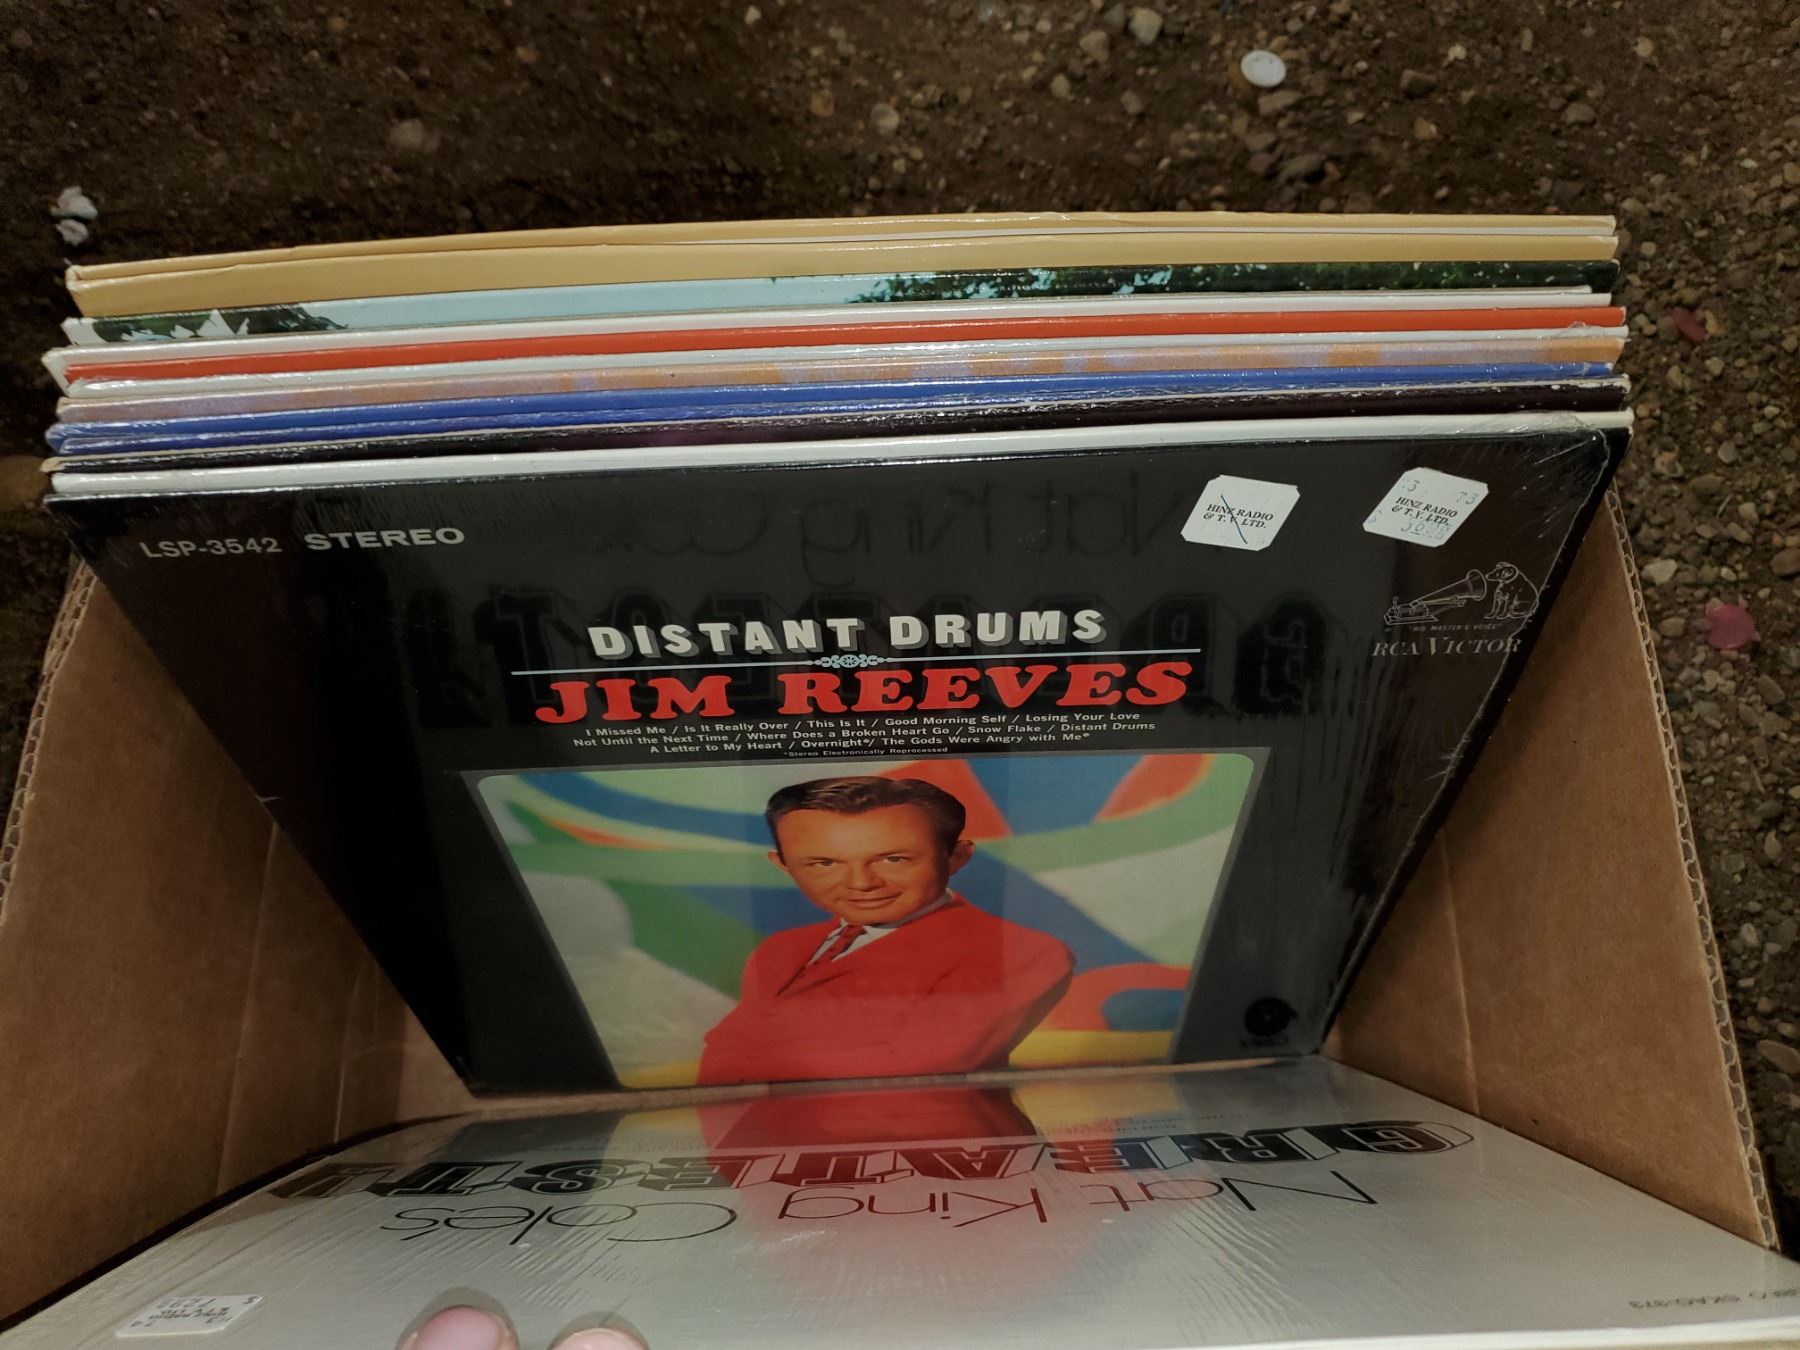 LSP-3542 STEREO
HINZ RADIO
& T.V. LTD.
73
HINZ RADIO
& T.V. LTD.
"HIS MASTER'S VOICE"
RCA VICTOR
DISTANT DRUMS
JIM REEVES
I Missed Me / Is It Really Over / This Is It / Good Morning Self / Losing Your Love
Not Until the Next Time / Where Does a Broken Heart Go / Snow Flake / Distant Drums
A Letter to My Heart / Overnight* / The Gods Were Angry with Me*
*Stereo Electronically Reprocessed
GREATEST
Nat King Cole's